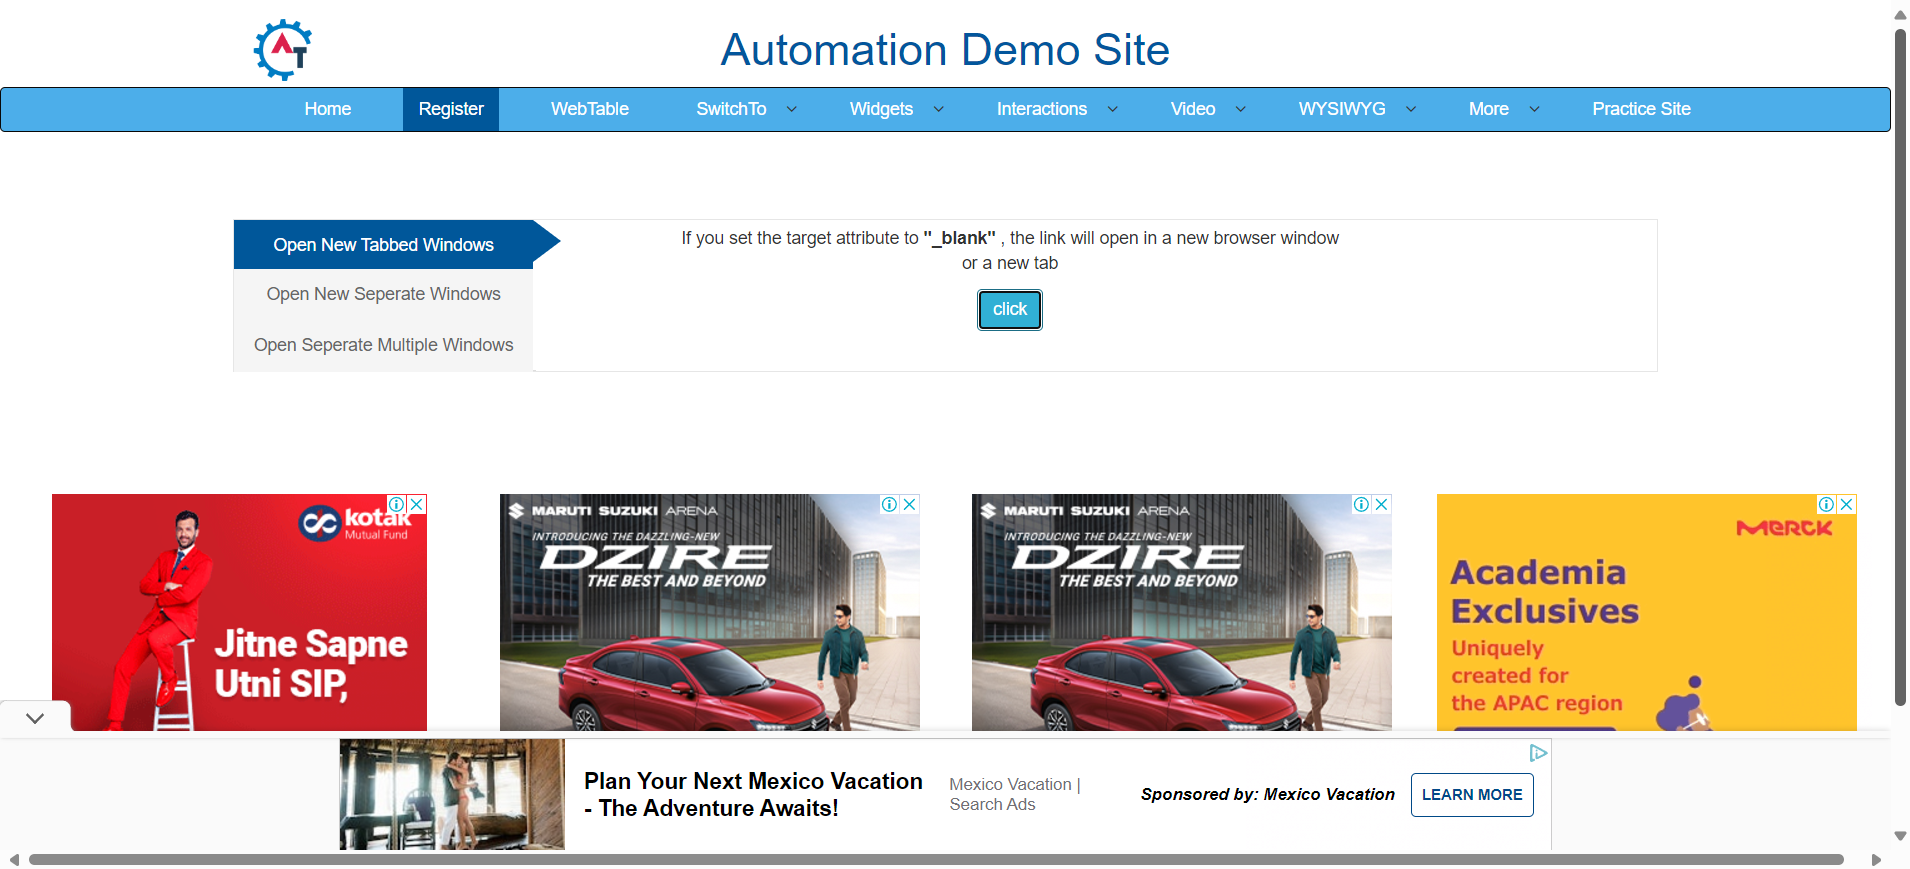 AT
Automation Demo Site
Home Register WebTable SwitchTo Widgets Interactions Video WYSIWYG More Practice Site
Open New Tabbed Windows
Open New Seperate Windows
Open Seperate Multiple Windows
If you set the target attribute to "_blank" , the link will open in a new browser window
or a new tab
click
kotak
Mutual Fund
Jitne Sapne
Utni SIP,
MARUTI SUZUKI ARENA
INTRODUCING THE DAZZLING-NEW
DZIRE
THE BEST AND BEYOND
MARUTI SUZUKI ARENA
INTRODUCING THE DAZZLING-NEW
DZIRE
THE BEST AND BEYOND
MERCK
Academia
Exclusives
Uniquely
created for
the APAC region
Plan Your Next Mexico Vacation
- The Adventure Awaits!
Mexico Vacation |
Search Ads
Sponsored by: Mexico Vacation
LEARN MORE